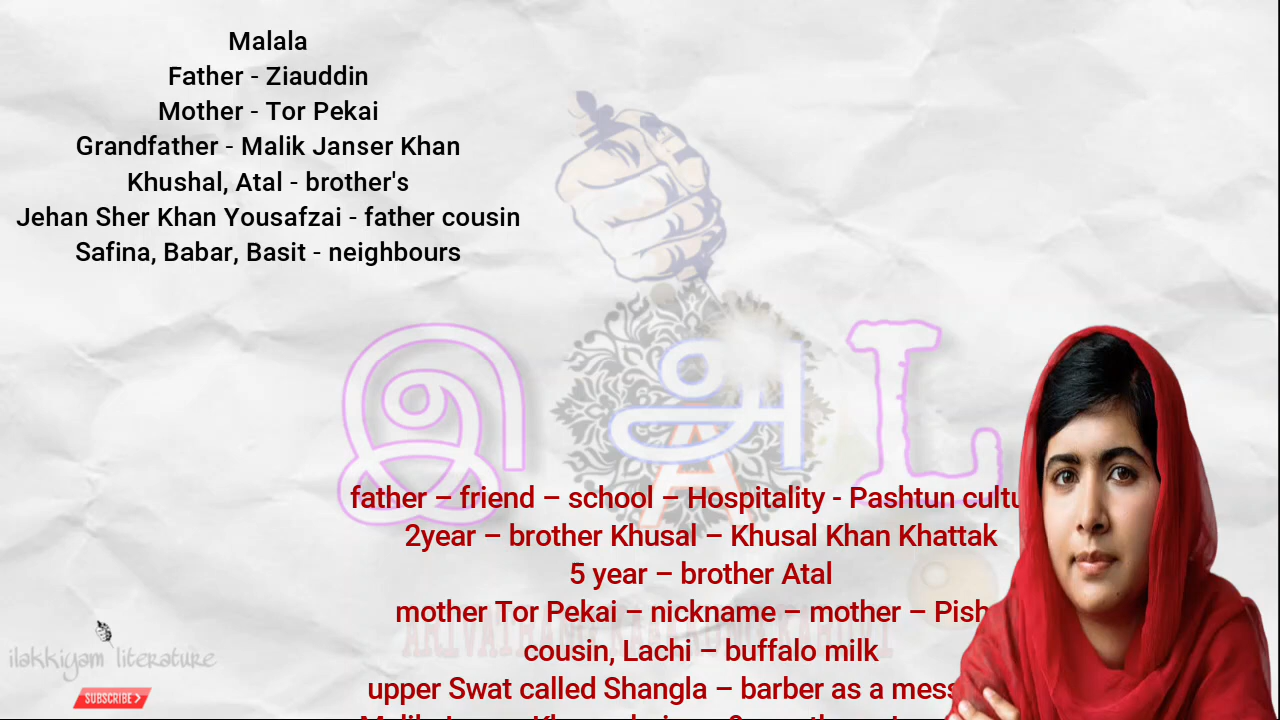 Malala
Father - Ziauddin
Mother - Tor Pekai
Grandfather - Malik Janser Khan
Khushal, Atal - brother's
Jehan Sher Khan Yousafzai - father cousin
Safina, Babar, Basit - neighbours
இ அ L
A
father – friend – school – Hospitality - Pashtun
2year – brother Khusal – Khusal Khan Khattak
5 year – brother Atal
mother Tor Pekai – nickname – mother –
cousin, Lachi – buffalo milk
upper Swat called Shangla – barber as a
ilakkiyam literature
SUBSCRIBE >